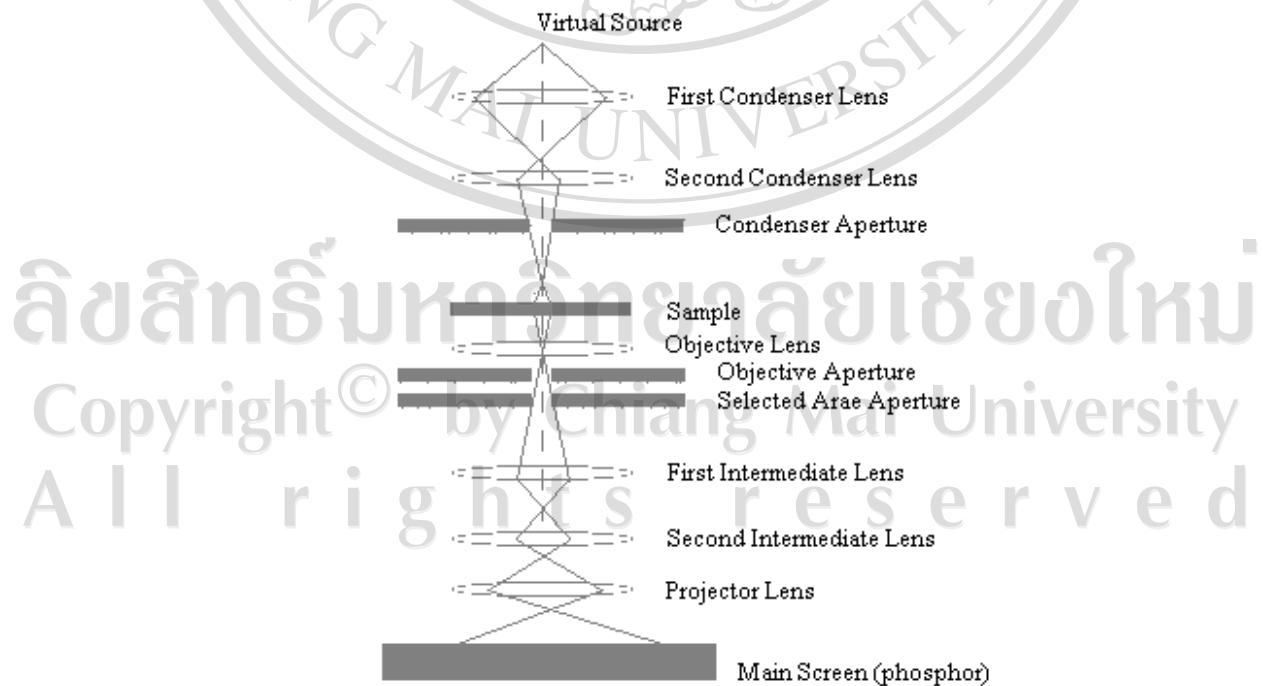 Virtual Source
First Condenser Lens
Second Condenser Lens
Condenser Aperture
Sample
Objective Lens
Objective Aperture
Selected Arae Aperture
First Intermediate Lens
Second Intermediate Lens
Projector Lens
Main Screen (phosphor)
NG MAI UNIVERSIT
ลิขสิทธิ์มหาวิทยาลัยเชียงใหม่
Copyright© by Chiang Mai University
All rights reserved